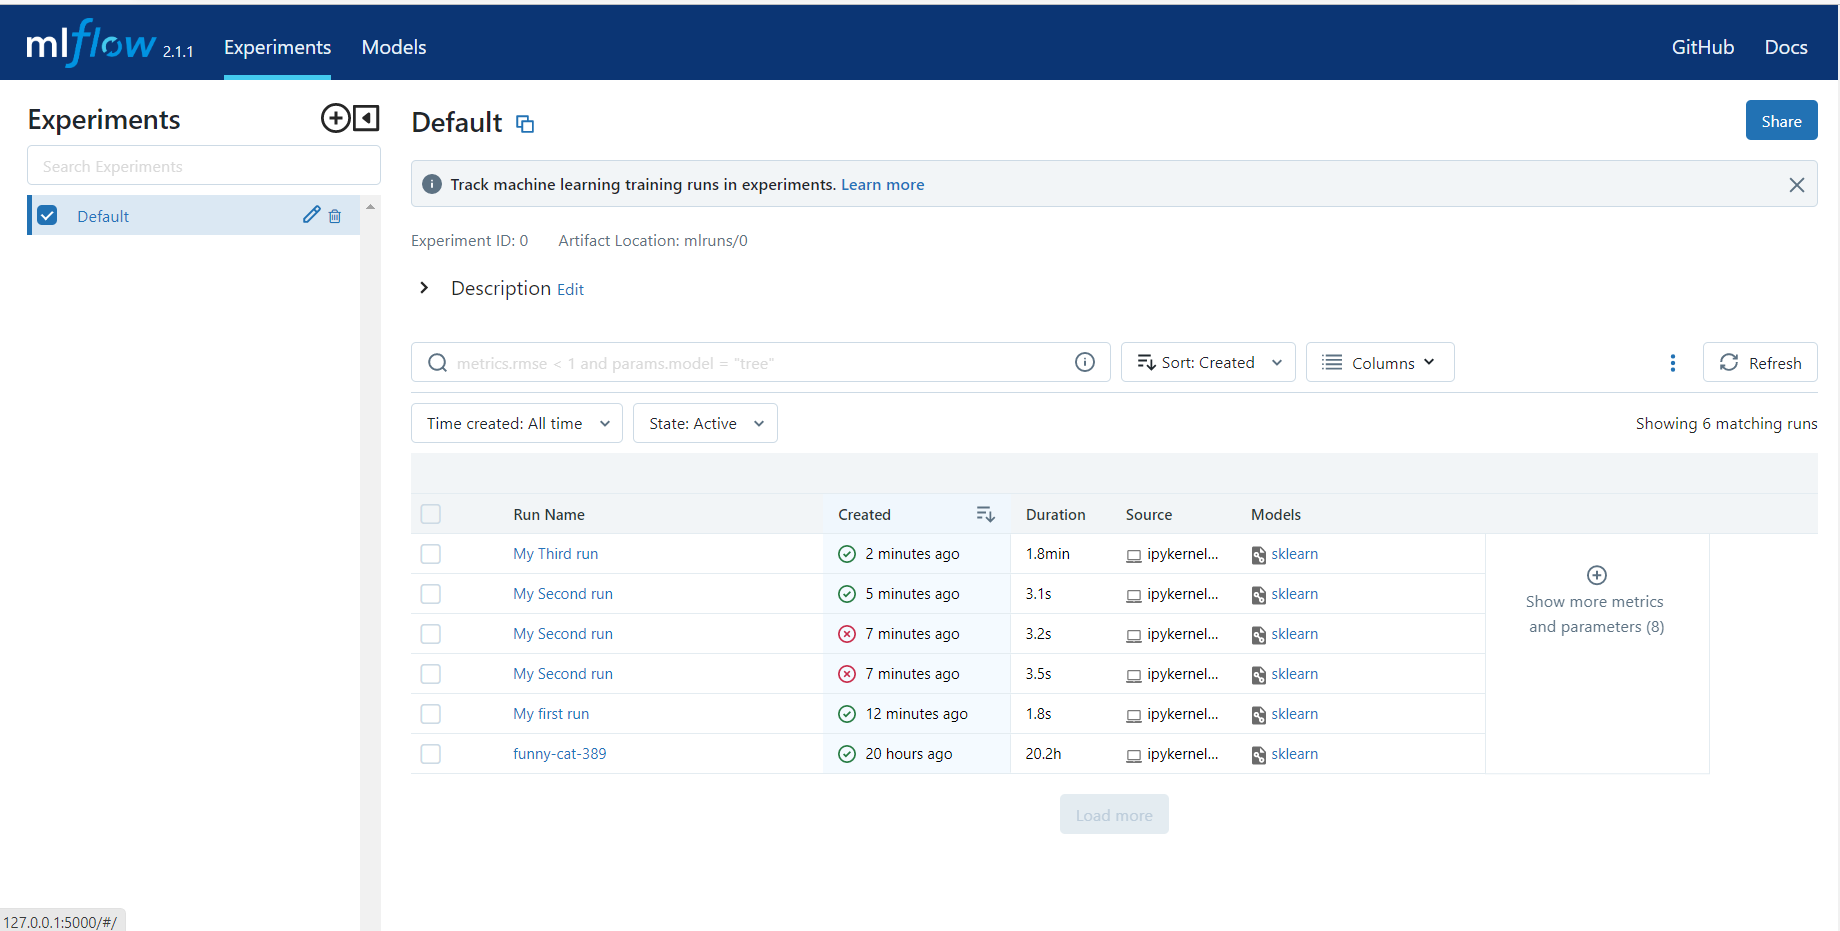 mlflow 2.1.1 Experiments Models GitHub Docs
Experiments
Search Experiments
Default
Default
Share
Track machine learning training runs in experiments. Learn more
Experiment ID: 0 Artifact Location: mlruns/0
Description Edit
metrics.rmse < 1 and params.model = "tree"
Sort: Created
Columns
Refresh
Time created: All time
State: Active
Showing 6 matching runs
Run Name Created Duration Source Models
My Third run 2 minutes ago 1.8min ipykernel... sklearn
My Second run 5 minutes ago 3.1s ipykernel... sklearn
My Second run 7 minutes ago 3.2s ipykernel... sklearn
My Second run 7 minutes ago 3.5s ipykernel... sklearn
My first run 12 minutes ago 1.8s ipykernel... sklearn
funny-cat-389 20 hours ago 20.2h ipykernel... sklearn
Show more metrics
and parameters (8)
Load more
127.0.0.1:5000/#/